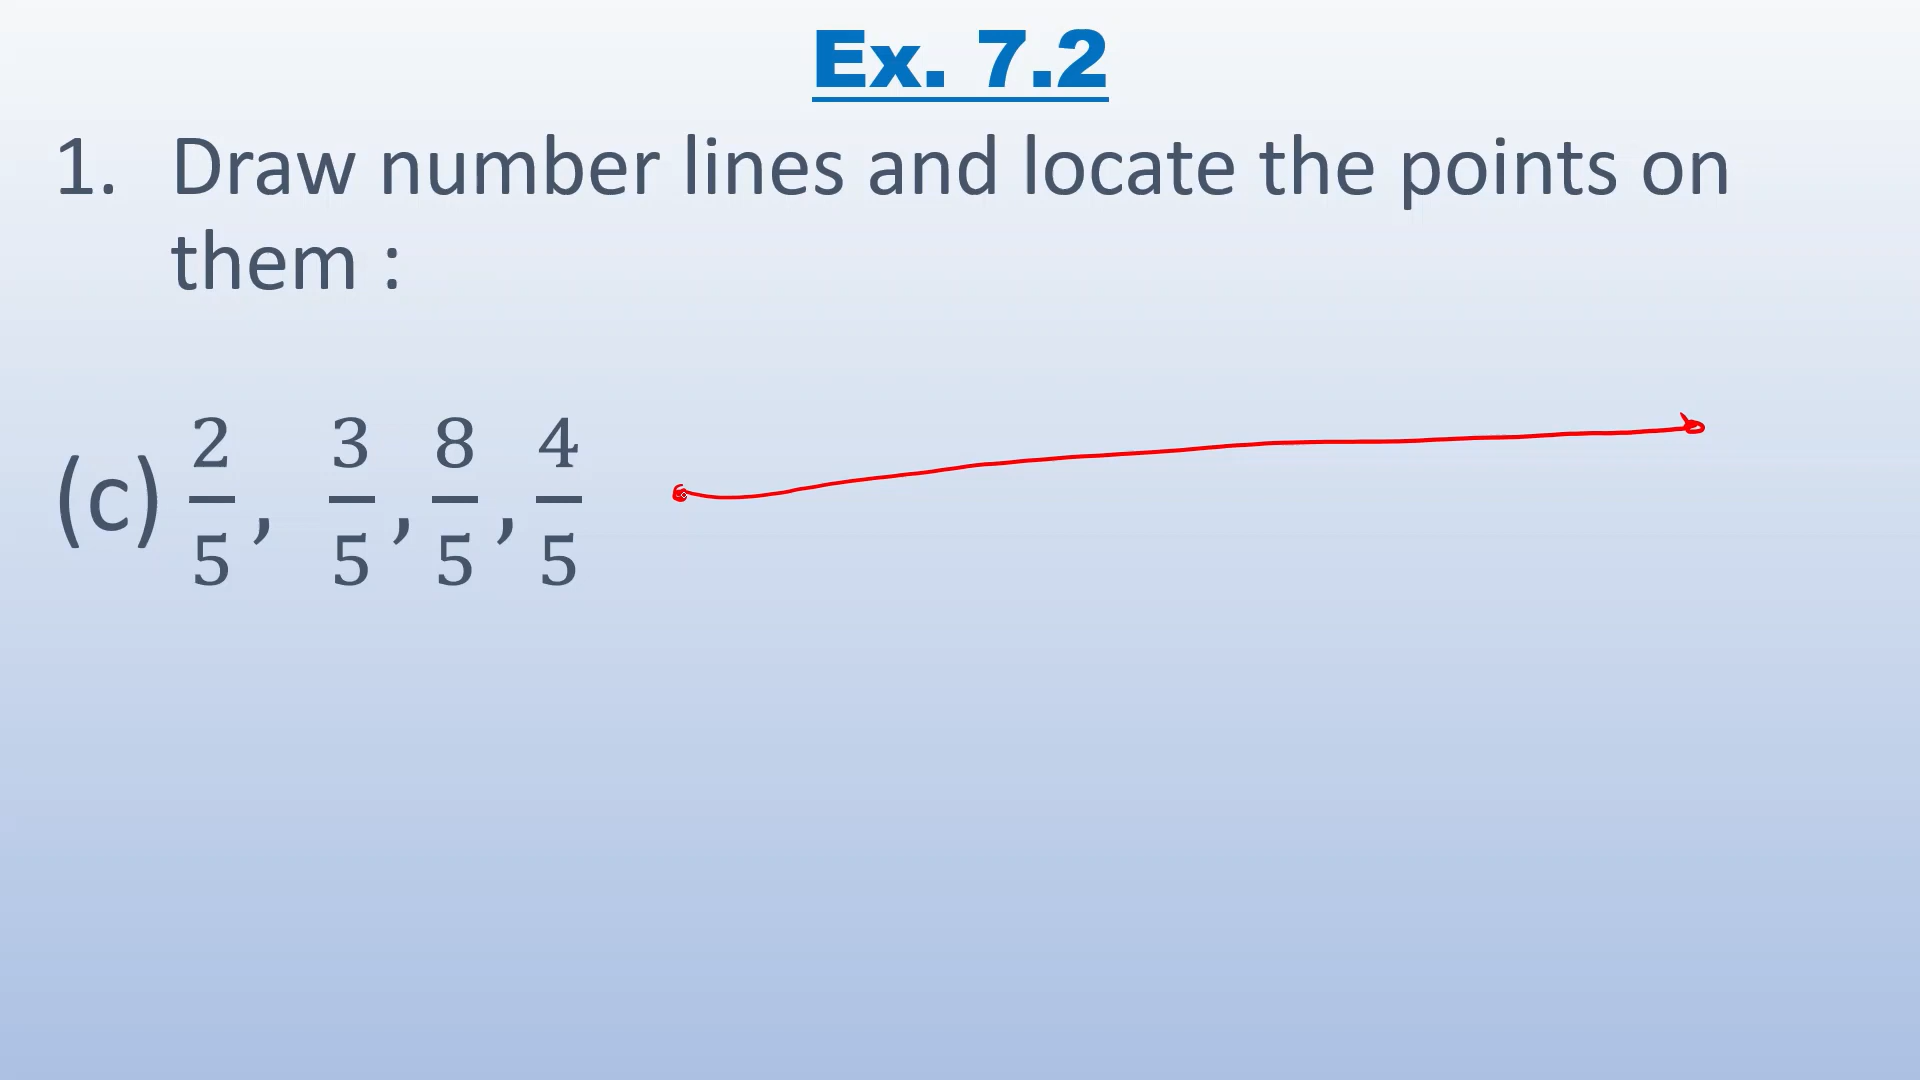 Ex. 7.2
1. Draw number lines and locate the points on
them :
(c) 2/5, 3/5, 8/5, 4/5